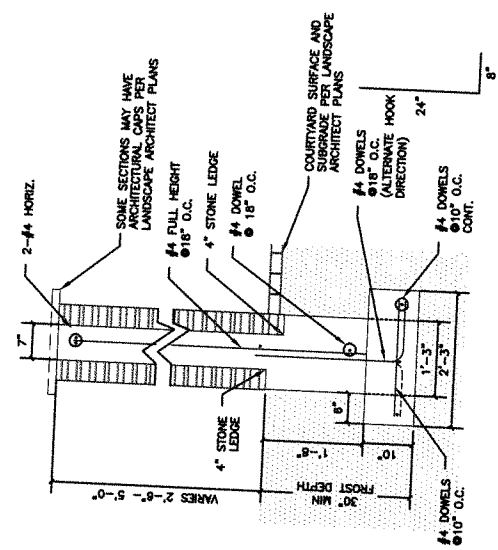 2-#4 HORIZ.
SOME SECTIONS MAY HAVE
ARCHITECTURAL CAPS PER
LANDSCAPE ARCHITECT PLANS
#4 FULL HEIGHT
@18" O.C.
4" STONE LEDGE
#4 DOWEL
@ 18" O.C.
COURTYARD SURFACE AND
SUBGRADE PER LANDSCAPE
ARCHITECT PLANS
#4 DOWELS
@18" O.C.
(ALTERNATE HOOK
DIRECTION)
24"
8"
#4 DOWELS
@10" O.C.
CONT.
7"
4" STONE
LEDGE
6"
1'-3"
2'-3"
10"
1'-8"
VARIES 2'-6"- 5'-0"
30" MIN
FROST DEPTH
#4 DOWELS
@10" O.C.